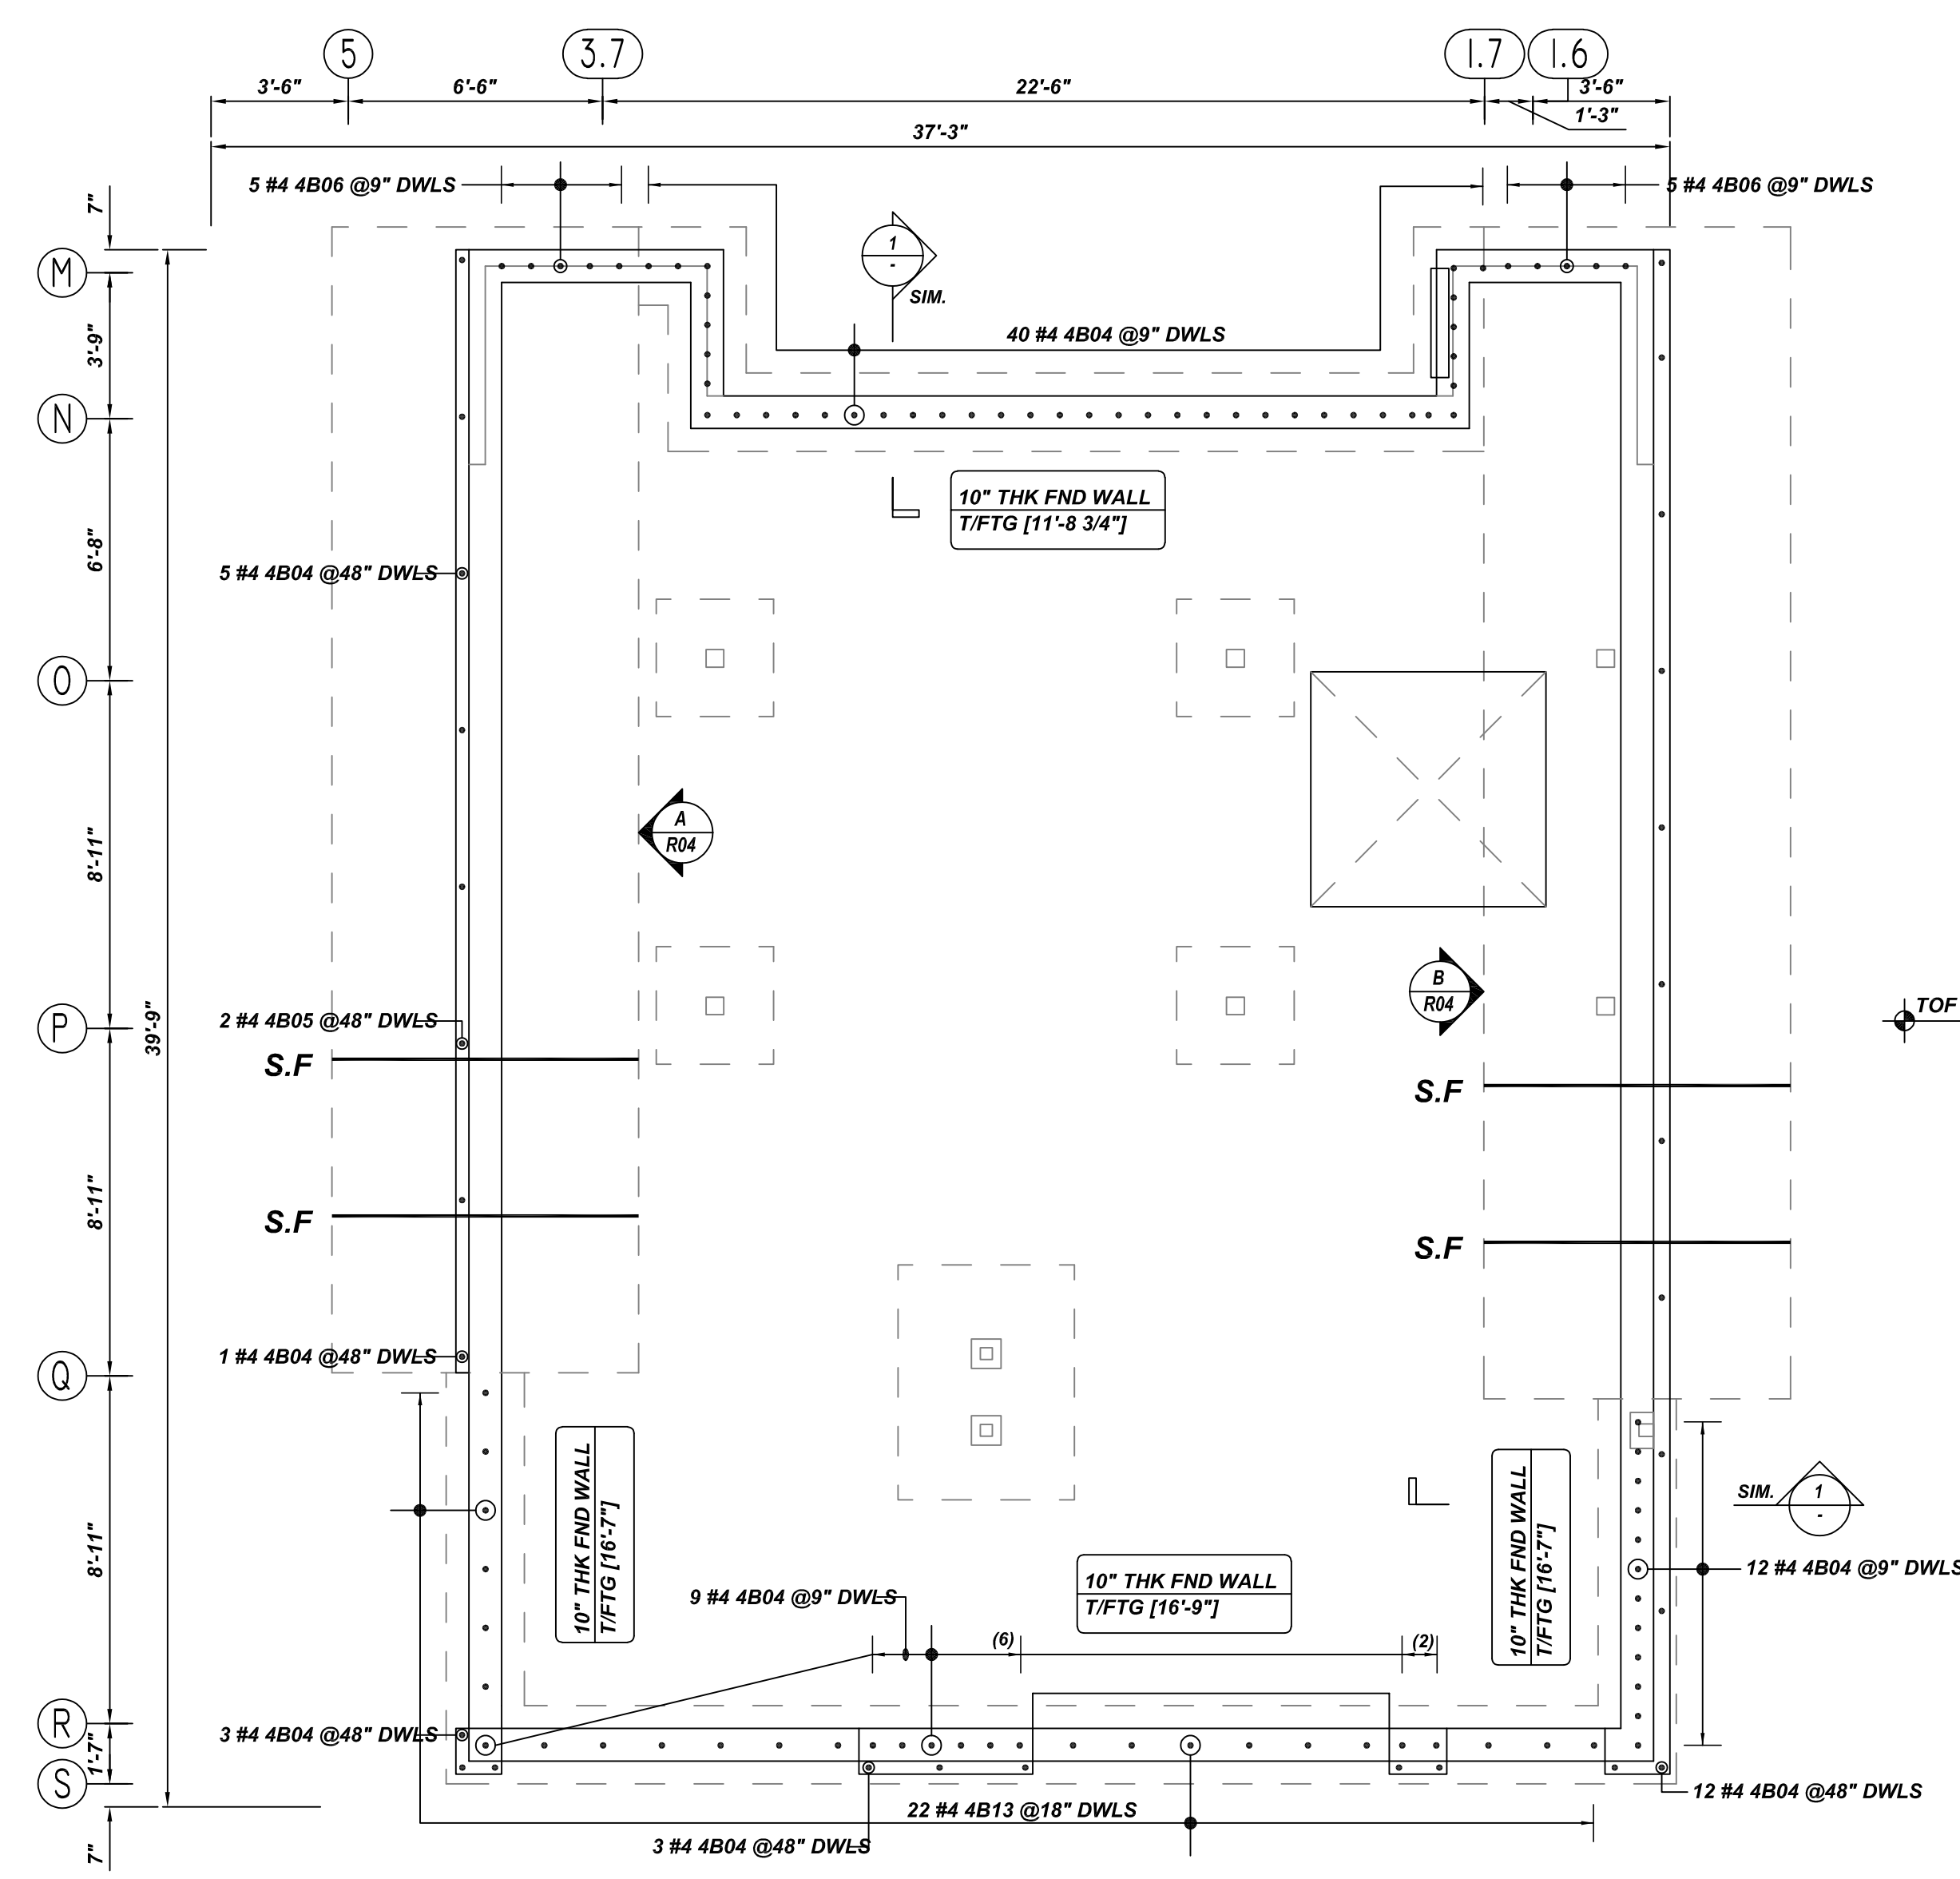 5
3.7
1.7
1.6
3'-6"
6'-6"
22'-6"
3'-6"
1'-3"
37'-3"
5 #4 4B06 @9" DWLS
5 #4 4B06 @9" DWLS
7"
M
1
-
SIM.
3'-9"
40 #4 4B04 @9" DWLS
N
10" THK FND WALL
T/FTG [11'-8 3/4"]
6'-8"
5 #4 4B04 @48" DWLS
O
8'-11"
A
R04
B
R04
39'-9"
2 #4 4B05 @48" DWLS
TOF
P
S.F
S.F
8'-11"
S.F
S.F
1 #4 4B04 @48" DWLS
Q
10" THK FND WALL
T/FTG [16'-7"]
10" THK FND WALL
T/FTG [16'-7"]
SIM.
1
-
8'-11"
12 #4 4B04 @9" DWLS
9 #4 4B04 @9" DWLS
10" THK FND WALL
T/FTG [16'-9"]
(6)
(2)
R
3 #4 4B04 @48" DWLS
1'-7"
S
12 #4 4B04 @48" DWLS
22 #4 4B13 @18" DWLS
3 #4 4B04 @48" DWLS
7"